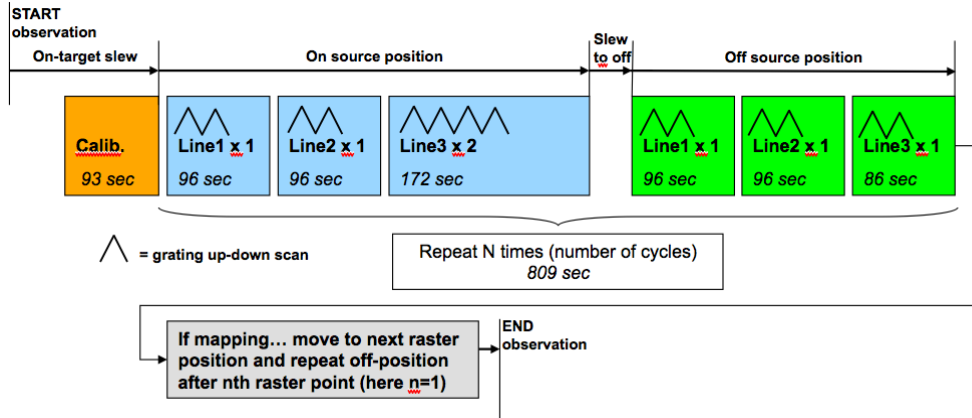 START
observation
On-target slew
On source position
Slew
to off
Off source position
Calib.
93 sec
Line1 x 1
96 sec
Line2 x 1
96 sec
Line3 x 2
172 sec
Line1 x 1
96 sec
Line2 x 1
96 sec
Line3 x 1
86 sec
= grating up-down scan
Repeat N times (number of cycles)
809 sec
If mapping... move to next raster
position and repeat off-position
after nth raster point (here n=1)
END
observation